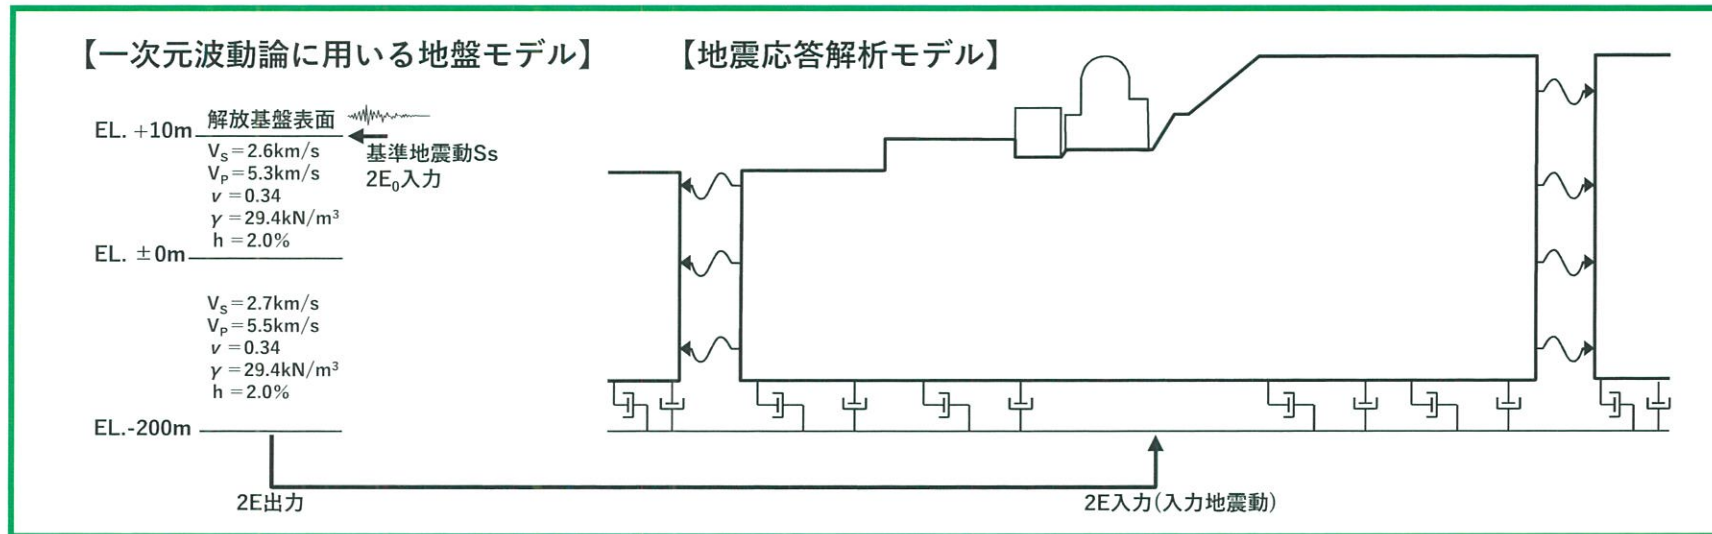 【一次元波動論に用いる地盤モデル】
【地震応答解析モデル】
EL. +10m
解放基盤表面
基準地震動Ss
2E₀入力
Vₛ=2.6km/s
Vₚ=5.3km/s
ν=0.34
γ=29.4kN/m³
h=2.0%
EL. ±0m
Vₛ=2.7km/s
Vₚ=5.5km/s
ν=0.34
γ=29.4kN/m³
h=2.0%
EL.-200m
2E出力
2E入力(入力地震動)